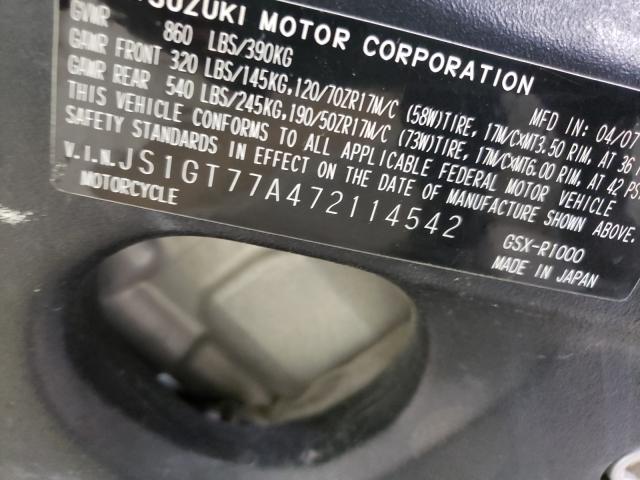 SUZUKI MOTOR CORPORATION
GVWR 860 LBS/390KG MFD IN: 04/07
GAWR FRONT 320 LBS/145KG,120/70ZR17M/C (58W)TIRE, 17M/CxMT3.50 RIM, AT 36
GAWR REAR 540 LBS/245KG,190/50ZR17M/C (73W)TIRE, 17M/CxMT6.00 RIM, AT 42
THIS VEHICLE CONFORMS TO ALL APPLICABLE FEDERAL MOTOR VEHICLE
SAFETY STANDARDS IN EFFECT ON THE DATE OF MANUFACTURE SHOWN ABOVE.
V.I.N. JS1GT77A472114542
MOTORCYCLE GSX-R1000
MADE IN JAPAN